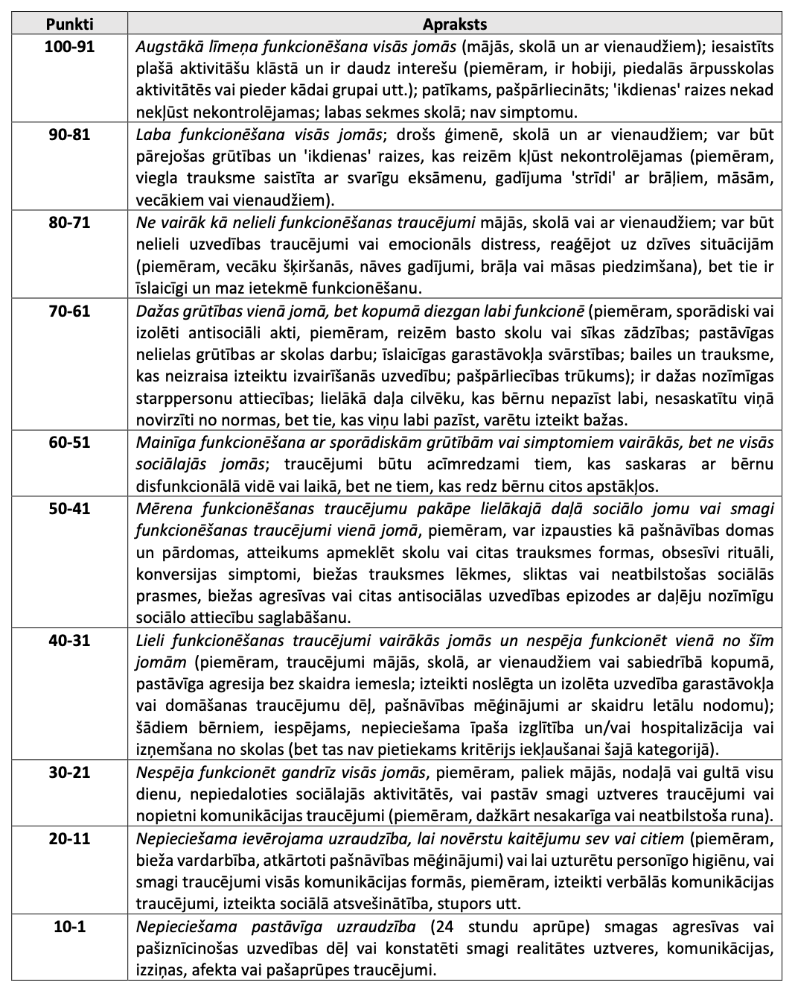 Punkti Apraksts
100-91 Augstākā līmeņa funkcionēšana visās jomās (mājās, skolā un ar vienaudžiem); iesaistīts
plašā aktivitāšu klāstā un ir daudz interešu (piemēram, ir hobiji, piedalās ārpusskolas
aktivitātēs vai pieder kādai grupai utt.); patīkams, pašpārliecināts; 'ikdienas' raizes nekad
nekļūst nekontrolējamas; labas sekmes skolā; nav simptomu.
90-81 Laba funkcionēšana visās jomās; drošs ģimenē, skolā un ar vienaudžiem; var būt
pārejošas grūtības un 'ikdienas' raizes, kas reizēm kļūst nekontrolējamas (piemēram,
viegla trauksme saistīta ar svarīgu eksāmenu, gadījuma 'strīdi' ar brāļiem, māsām,
vecākiem vai vienaudžiem).
80-71 Ne vairāk kā nelieli funkcionēšanas traucējumi mājās, skolā vai ar vienaudžiem; var būt
nelieli uzvedības traucējumi vai emocionāls distress, reaģējot uz dzīves situācijām
(piemēram, vecāku šķiršanās, nāves gadījumi, brāļa vai māsas piedzimšana), bet tie ir
īslaicīgi un maz ietekmē funkcionēšanu.
70-61 Dažas grūtības vienā jomā, bet kopumā diezgan labi funkcionē (piemēram, sporādiski vai
izolēti antisociāli akti, piemēram, reizēm basto skolu vai sīkas zādzības; pastāvīgas
nelielas grūtības ar skolas darbu; īslaicīgas garastāvokļa svārstības; bailes un trauksme,
kas neizraisa izteiktu izvairīšanās uzvedību; pašpārliecības trūkums); ir dažas nozīmīgas
starppersonu attiecības; lielākā daļa cilvēku, kas bērnu nepazīst labi, nesaskatītu viņā
novirzīti no normas, bet tie, kas viņu labi pazīst, varētu izteikt bažas.
60-51 Mainīga funkcionēšana ar sporādiskām grūtībām vai simptomiem vairākās, bet ne visās
sociālajās jomās; traucējumi būtu acīmredzami tiem, kas saskaras ar bērnu
disfunkcionālā vidē vai laikā, bet ne tiem, kas redz bērnu citos apstākļos.
50-41 Mērena funkcionēšanas traucējumu pakāpe lielākajā daļā sociālo jomu vai smagi
funkcionēšanas traucējumi vienā jomā, piemēram, var izpausties kā pašnāvības domas
un pārdomas, atteikums apmeklēt skolu vai citas trauksmes formas, obsesīvi rituāli,
konversijas simptomi, biežas trauksmes lēkmes, sliktas vai neatbilstošas sociālās
prasmes, biežas agresīvas vai citas antisociālas uzvedības epizodes ar daļēju nozīmīgu
sociālo attiecību saglabāšanu.
40-31 Lieli funkcionēšanas traucējumi vairākās jomās un nespēja funkcionēt vienā no šīm
jomām (piemēram, traucējumi mājās, skolā, ar vienaudžiem vai sabiedrībā kopumā,
pastāvīga agresija bez skaidra iemesla; izteikti noslēgta un izolēta uzvedība garastāvokļa
vai domāšanas traucējumu dēļ, pašnāvības mēģinājumi ar skaidru letālu nodomu);
šādiem bērniem, iespējams, nepieciešama īpaša izglītība un/vai hospitalizācija vai
izņemšana no skolas (bet tas nav pietiekams kritērijs iekļaušanai šajā kategorijā).
30-21 Nespēja funkcionēt gandrīz visās jomās, piemēram, paliek mājās, nodaļā vai gultā visu
dienu, nepiedaloties sociālajās aktivitātēs, vai pastāv smagi uztveres traucējumi vai
nopietni komunikācijas traucējumi (piemēram, dažkārt nesakarīga vai neatbilstoša runa).
20-11 Nepieciešama ievērojama uzraudzība, lai novērstu kaitējumu sev vai citiem (piemēram,
bieža vardarbība, atkārtoti pašnāvības mēģinājumi) vai lai uzturētu personīgo higiēnu, vai
smagi traucējumi visās komunikācijas formās, piemēram, izteikti verbālās komunikācijas
traucējumi, izteikta sociālā atsvešinātība, stupors utt.
10-1 Nepieciešama pastāvīga uzraudzība (24 stundu aprūpe) smagas agresīvas vai
pašiznīcinošas uzvedības dēļ vai konstatēti smagi realitātes uztveres, komunikācijas,
izziņas, afekta vai pašaprūpes traucējumi.